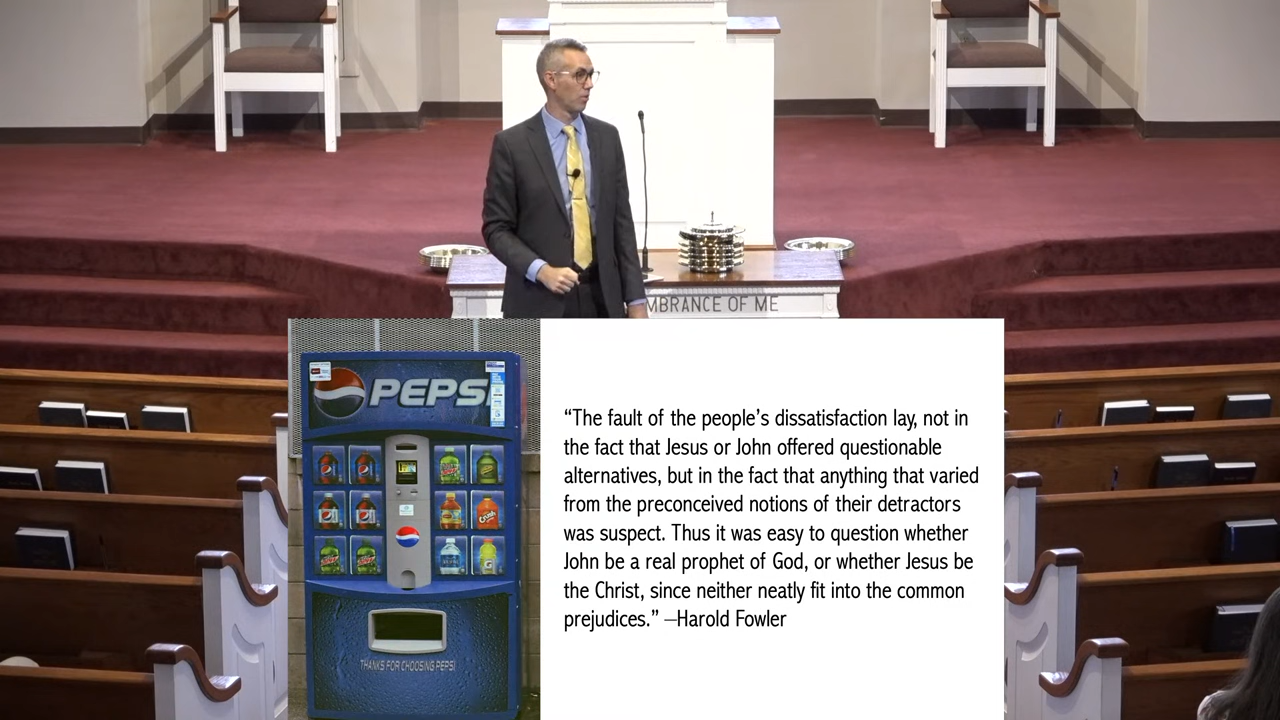 MBRANCE OF ME
PEPSI
THANKS FOR CHOOSING PEPSI
“The fault of the people’s dissatisfaction lay, not in
the fact that Jesus or John offered questionable
alternatives, but in the fact that anything that varied
from the preconceived notions of their detractors
was suspect. Thus it was easy to question whether
John be a real prophet of God, or whether Jesus be
the Christ, since neither neatly fit into the common
prejudices.” —Harold Fowler